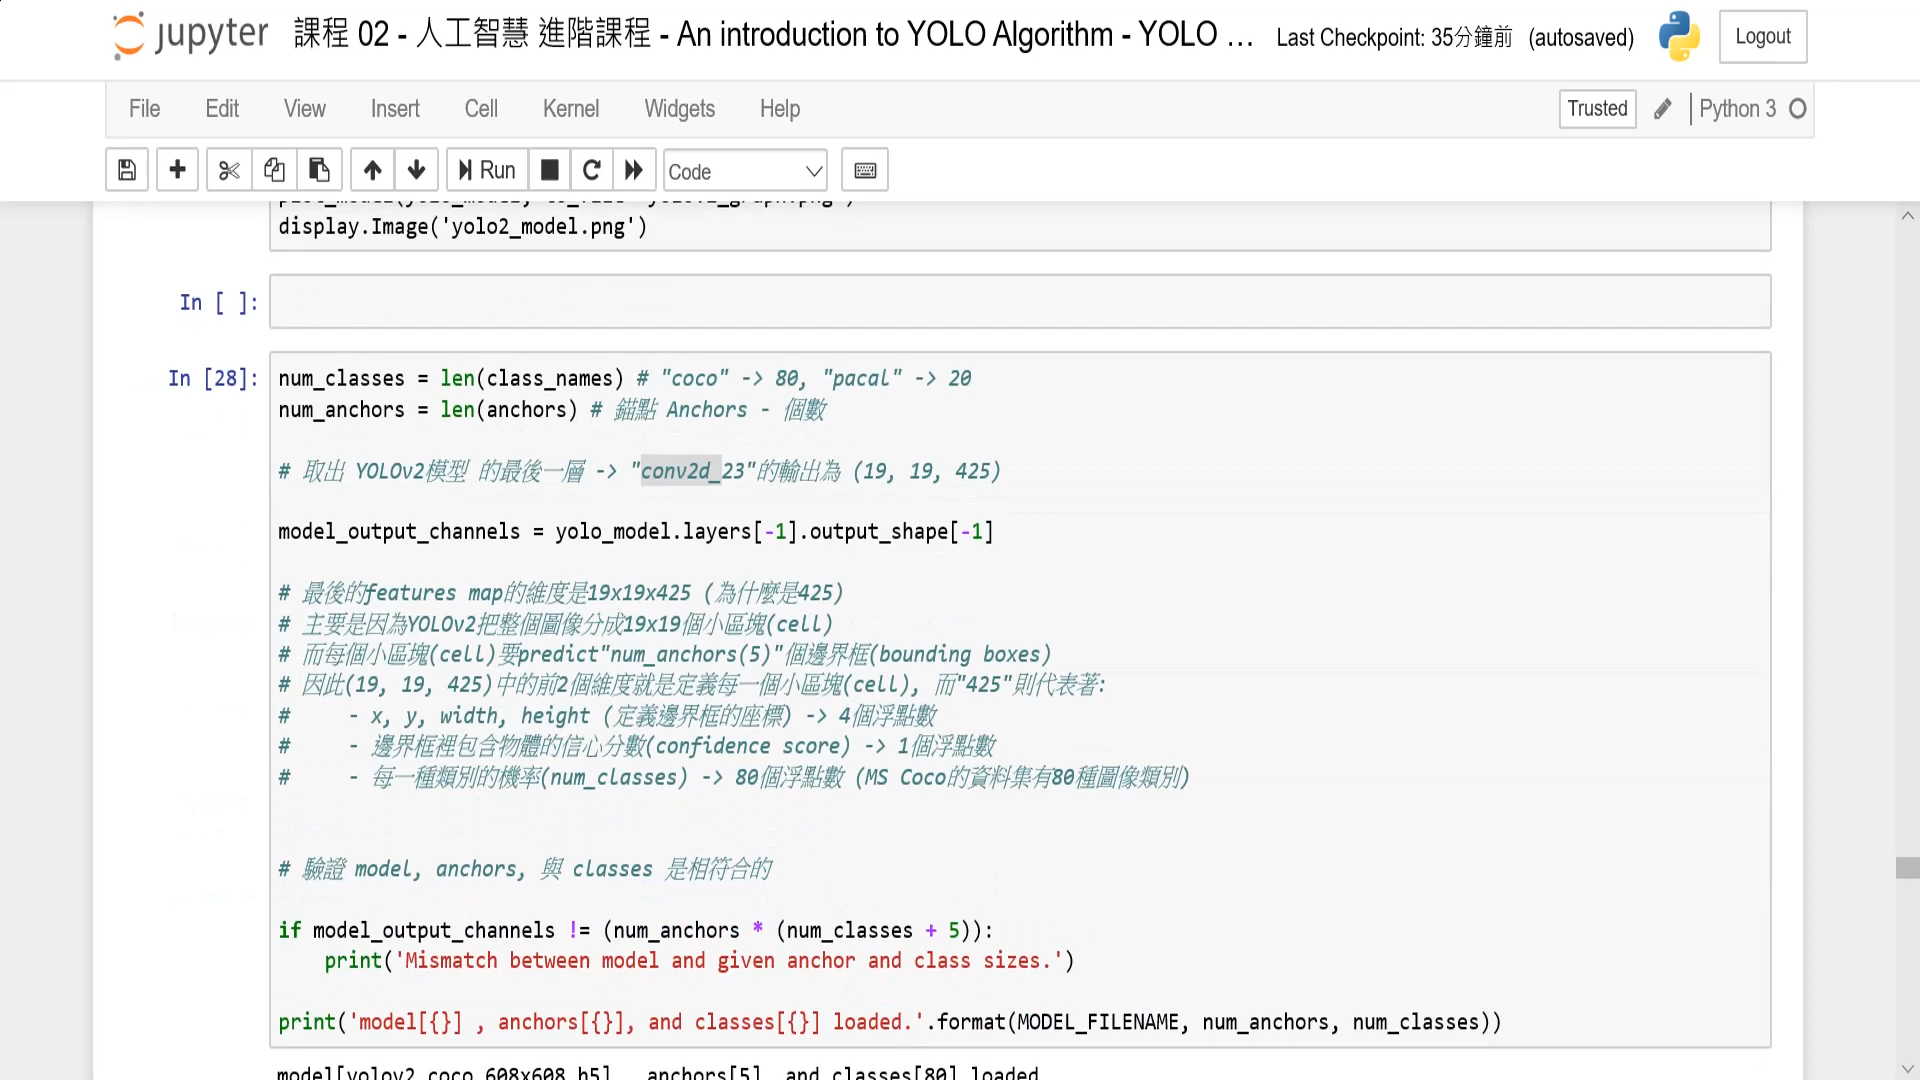 jupyter 課程 02 - 人工智慧 進階課程 - An introduction to YOLO Algorithm - YOLO ... Last Checkpoint: 35分鐘前 (autosaved) Logout
File Edit View Insert Cell Kernel Widgets Help Trusted Python 3
Run Code
display.Image('yolo2_model.png')
In [ ]:
In [28]: num_classes = len(class_names) # "coco" -> 80, "pacal" -> 20
num_anchors = len(anchors) # 錨點 Anchors - 個數
# 取出 YOLOv2模型 的最後一層 -> "conv2d_23"的輸出為 (19, 19, 425)
model_output_channels = yolo_model.layers[-1].output_shape[-1]
# 最後的features map的維度是19x19x425 (為什麼是425)
# 主要是因為YOLOv2把整個圖像分成19x19個小區塊(cell)
# 而每個小區塊(cell)要predict"num_anchors(5)"個邊界框(bounding boxes)
# 因此(19, 19, 425)中的前2個維度就是定義每一個小區塊(cell), 而"425"則代表著:
# - x, y, width, height (定義邊界框的座標) -> 4個浮點數
# - 邊界框裡包含物體的信心分數(confidence score) -> 1個浮點數
# - 每一種類別的機率(num_classes) -> 80個浮點數 (MS Coco的資料集有80種圖像類別)
# 驗證 model, anchors, 與 classes 是相符合的
if model_output_channels != (num_anchors * (num_classes + 5)):
print('Mismatch between model and given anchor and class sizes.')
print('model[{}] , anchors[{}], and classes[{}] loaded.'.format(MODEL_FILENAME, num_anchors, num_classes))
model[yolov2_coco_608x608.h5] , anchors[5], and classes[80] loaded.